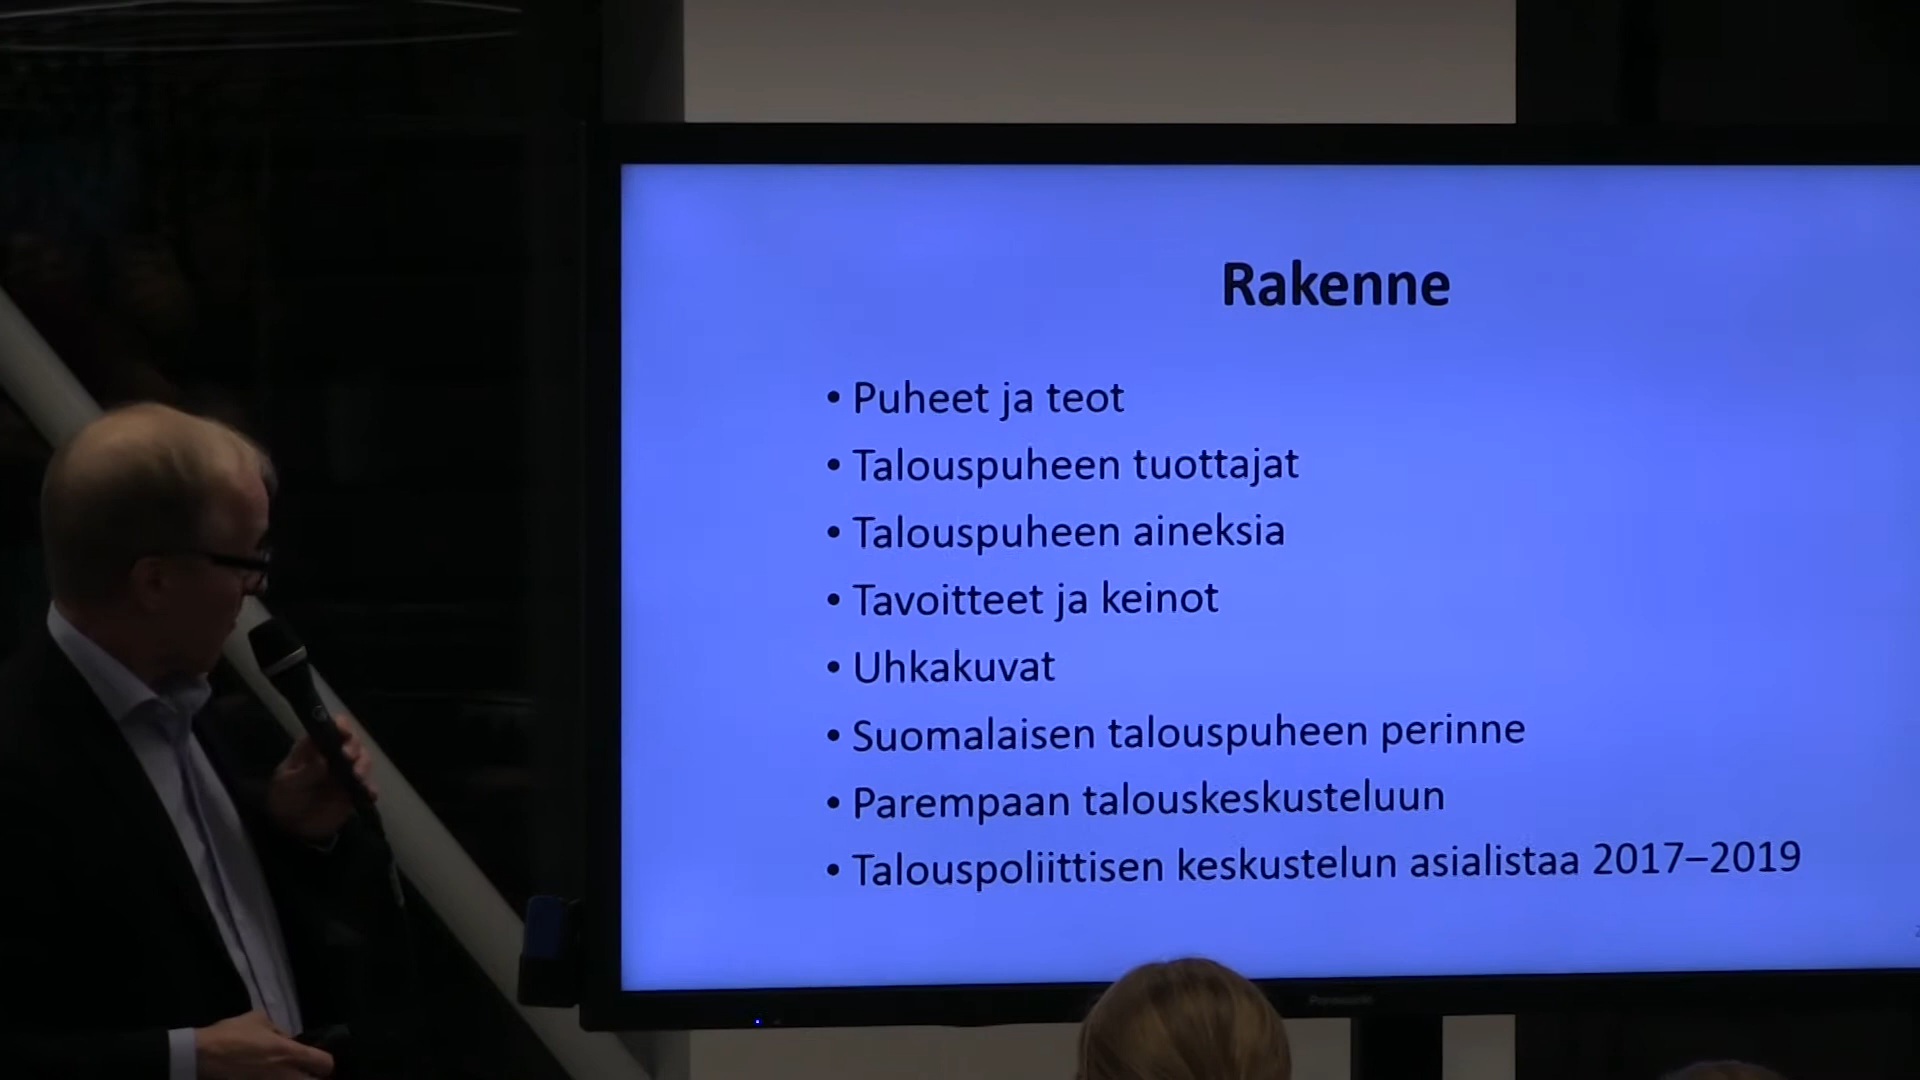 Rakenne
• Puheet ja teot
• Talouspuheen tuottajat
• Talouspuheen aineksia
• Tavoitteet ja keinot
• Uhkakuvat
• Suomalaisen talouspuheen perinne
• Parempaan talouskeskusteluun
• Talouspoliittisen keskustelun asialistaa 2017–2019
Panasonic